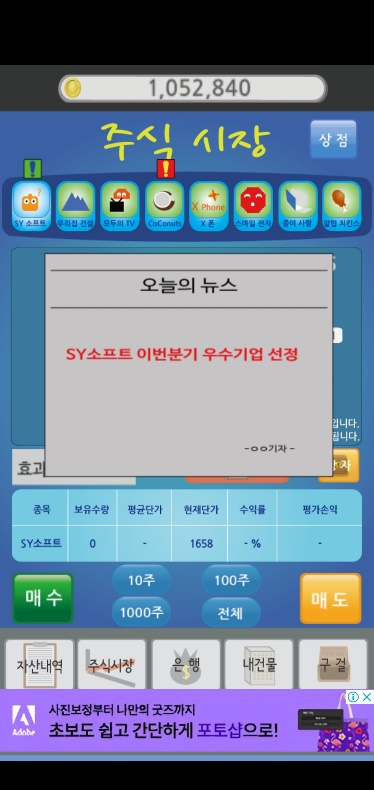 1,052,840
주식 시장
상 점
SY 소프트 우리집 건설 모두의 TV CoConuts X 폰 스마일 전자 종이 사랑 말럽 치킨스
X Phone
오늘의 뉴스
SY소프트 이번분기 우수기업 선정
-ㅇㅇ기자-
입니다.
됩니다.
효과
자
종목 보유수량 평균단가 현재단가 수익률 평가손익
SY소프트 0 - 1658 - % -
매 수
10주 100주
1000주 전체
매 도
자산내역 주식시장 은 행 내건물 구 걸
Adobe
사진보정부터 나만의 굿즈까지
초보도 쉽고 간단하게 포토샵으로!